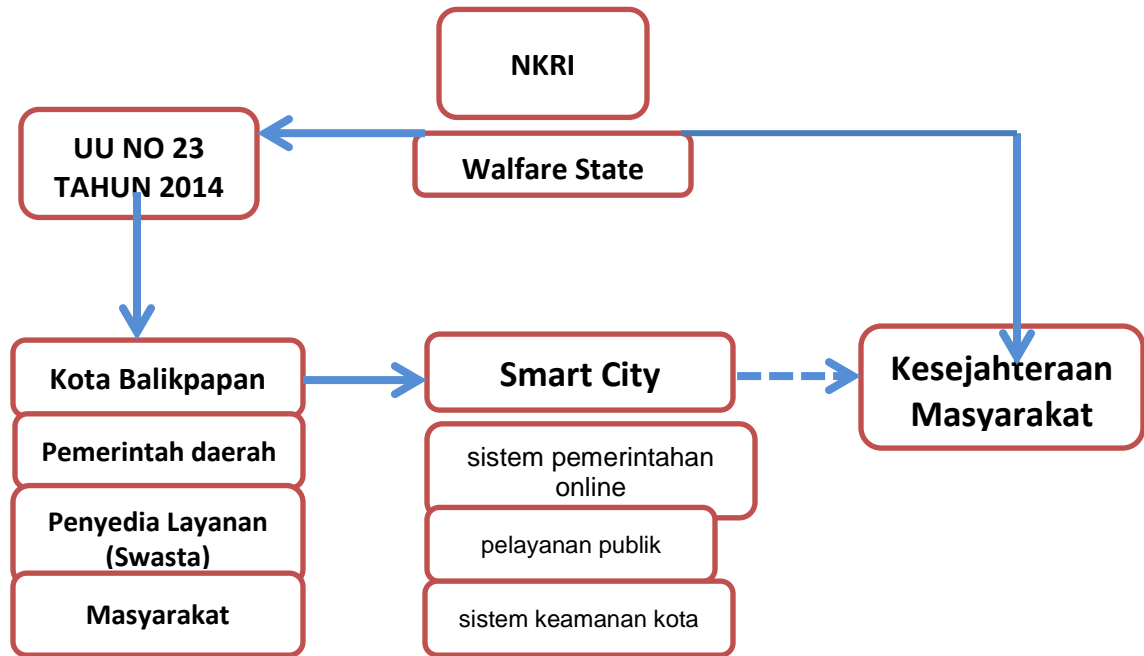 NKRI
UU NO 23
TAHUN 2014
Walfare State
Kota Balikpapan
Pemerintah daerah
Penyedia Layanan
(Swasta)
Masyarakat
Smart City
sistem pemerintahan
online
pelayanan publik
sistem keamanan kota
Kesejahteraan
Masyarakat